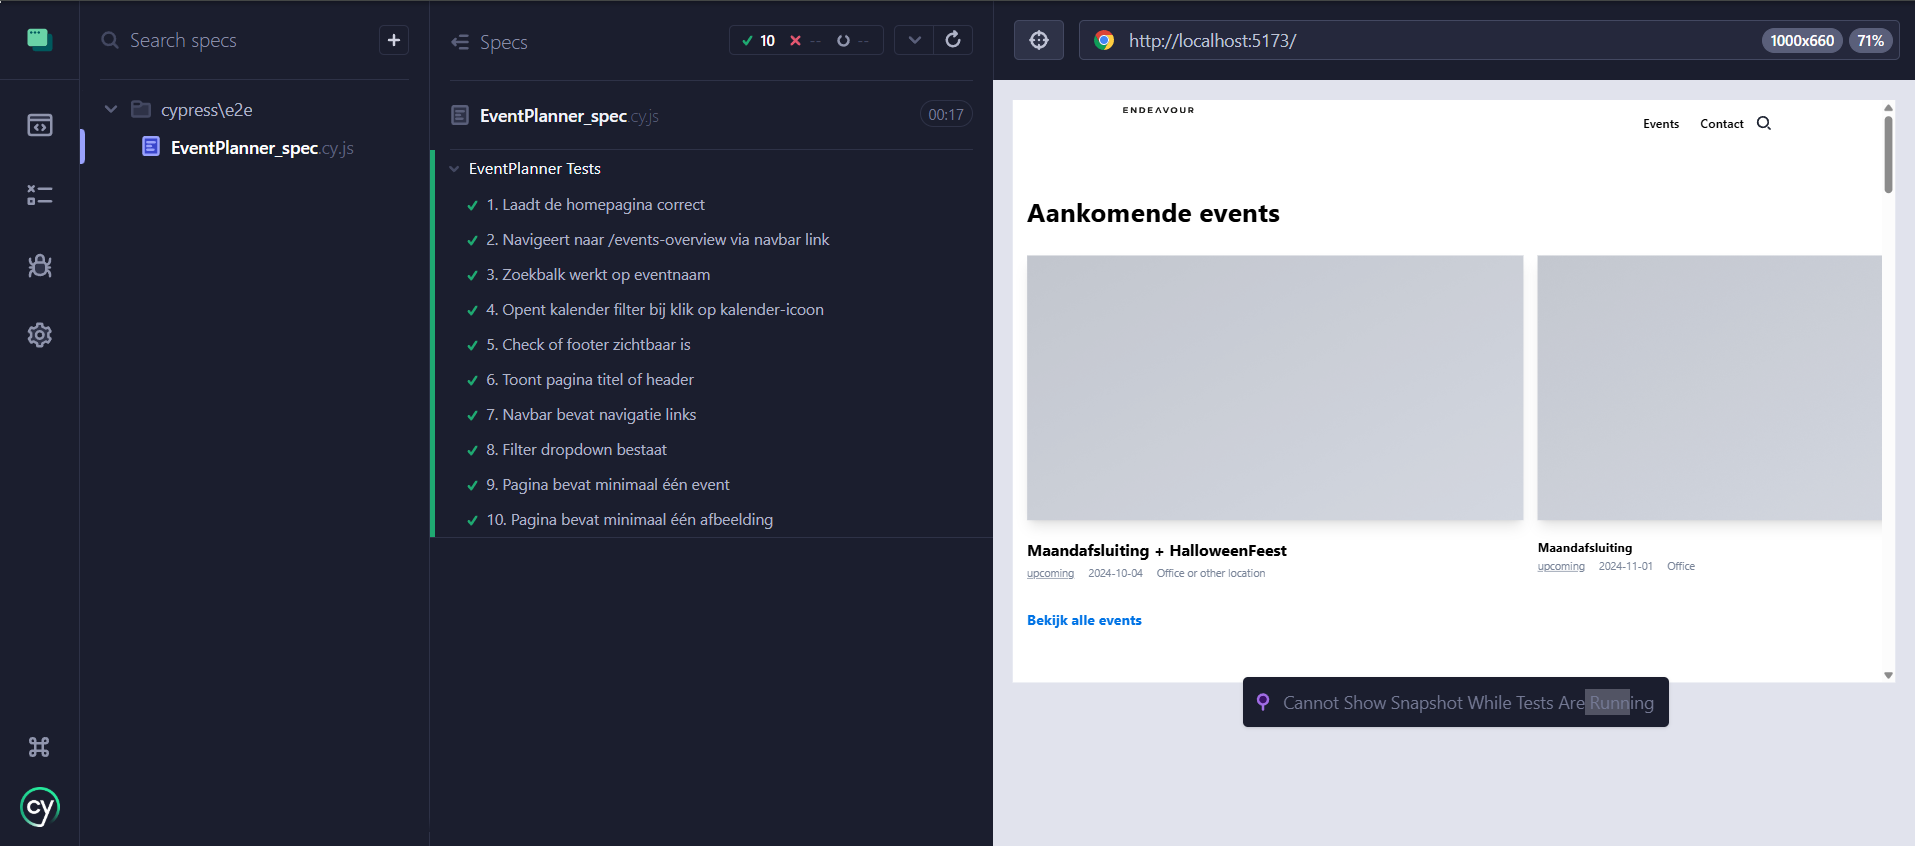 Search specs
+
cypress\e2e
EventPlanner_spec.cy.js
cy
Specs
10 -- --
EventPlanner_spec cy.js
00:17
EventPlanner Tests
1. Laadt de homepagina correct
2. Navigeert naar /events-overview via navbar link
3. Zoekbalk werkt op eventnaam
4. Opent kalender filter bij klik op kalender-icoon
5. Check of footer zichtbaar is
6. Toont pagina titel of header
7. Navbar bevat navigatie links
8. Filter dropdown bestaat
9. Pagina bevat minimaal één event
10. Pagina bevat minimaal één afbeelding
http://localhost:5173/
1000x660 71%
ENDEAVOUR
Events Contact
Aankomende events
Maandafsluiting + HalloweenFeest
upcoming 2024-10-04 Office or other location
Maandafsluiting
upcoming 2024-11-01 Office
Bekijk alle events
Cannot Show Snapshot While Tests Are Running